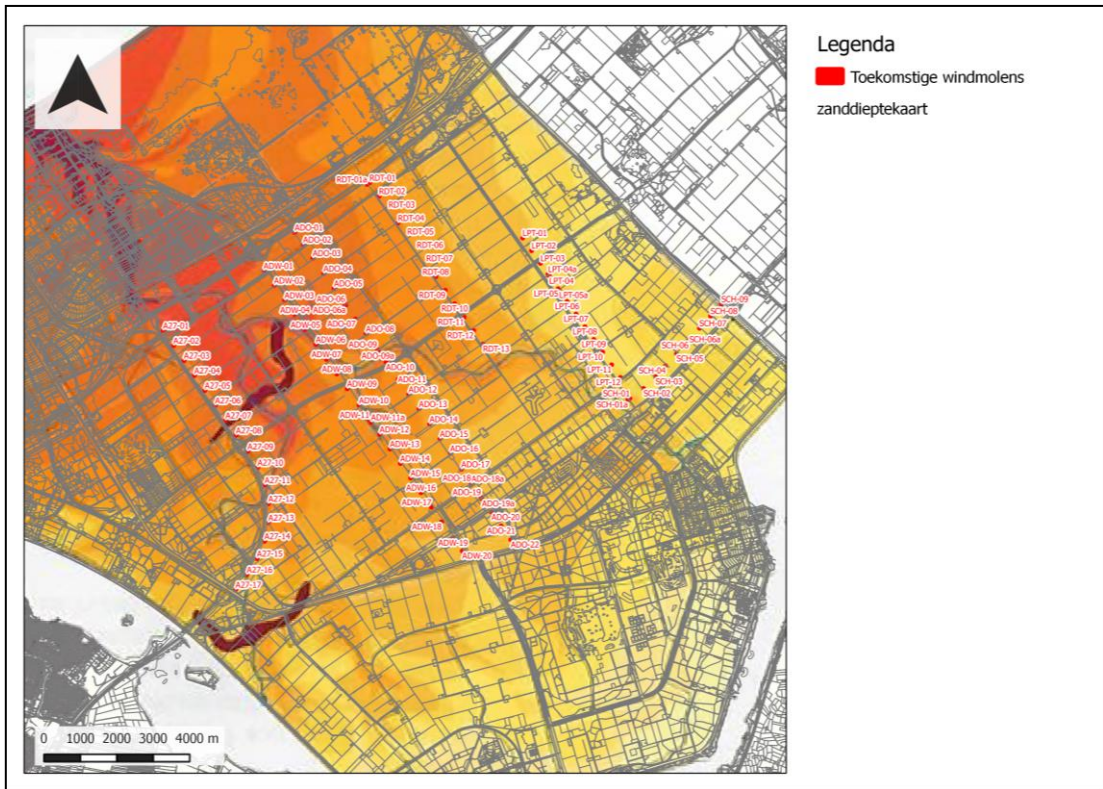 Legenda
Toekomstige windmolens
zanddieptekaart
RDT-01a RDT-01
RDT-02
RDT-03
RDT-04
RDT-05
RDT-06
RDT-07
RDT-08
RDT-09
RDT-10
RDT-11
RDT-12
RDT-13
LPT-01
LPT-02
LPT-03
LPT-04a
LPT-04
LPT-05 LPT-05a
LPT-06
LPT-07
LPT-08
LPT-09
LPT-10
LPT-11
LPT-12
SCH-09
SCH-08
SCH-07
SCH-06a
SCH-06
SCH-05
SCH-04
SCH-03
SCH-02
SCH-01
SCH-01a
ADO-01
ADO-02
ADO-03
ADO-04
ADO-05
ADO-06
ADO-06a
ADO-07
ADO-08
ADO-09
ADO-09a
ADO-10
ADO-11
ADO-12
ADO-13
ADO-14
ADO-15
ADO-16
ADO-17
ADO-18 ADO-18a
ADO-19
ADO-19a
ADO-20
ADO-21
ADO-22
ADW-01
ADW-02
ADW-03
ADW-04
ADW-05
ADW-06
ADW-07
ADW-08
ADW-09
ADW-10
ADW-11 ADW-11a
ADW-12
ADW-13
ADW-14
ADW-15
ADW-16
ADW-17
ADW-18
ADW-19
ADW-20
A27-01
A27-02
A27-03
A27-04
A27-05
A27-06
A27-07
A27-08
A27-09
A27-10
A27-11
A27-12
A27-13
A27-14
A27-15
A27-16
A27-17
0 1000 2000 3000 4000 m